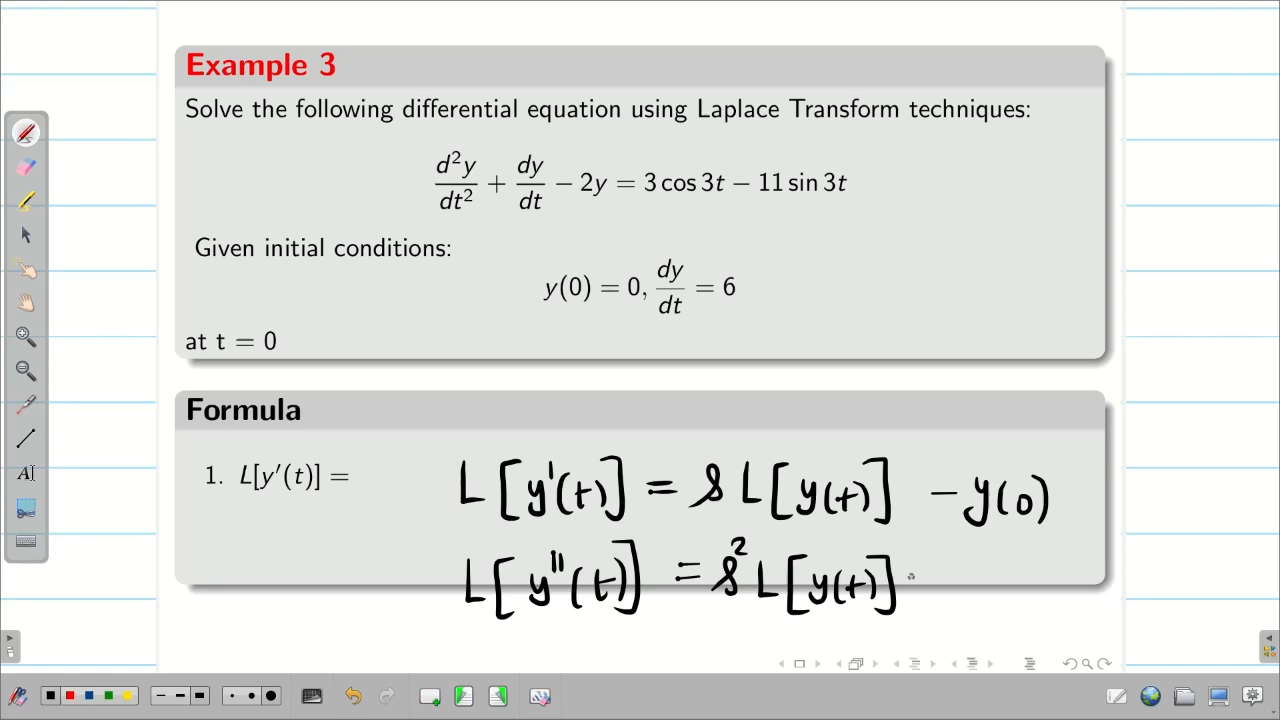 Example 3
Solve the following differential equation using Laplace Transform techniques:
d²y/dt² + dy/dt − 2y = 3 cos 3t − 11 sin 3t
Given initial conditions:
y(0) = 0, dy/dt = 6
at t = 0
Formula
1. L[y′(t)] =
L[y'(t)] = s L[y(t)] - y(0)
L[y''(t)] = s² L[y(t)]
AI